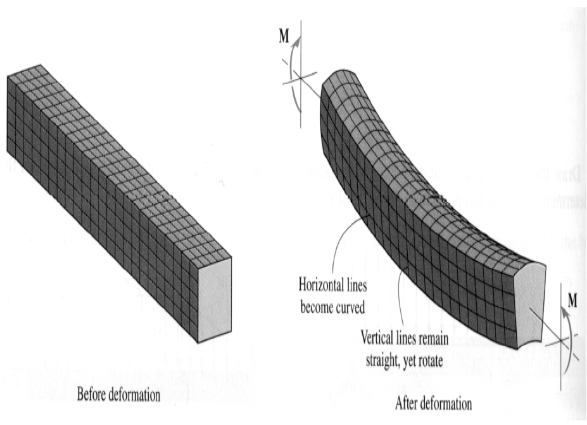 M
Horizontal lines
become curved
Vertical lines remain
straight, yet rotate
M
Before deformation
After deformation